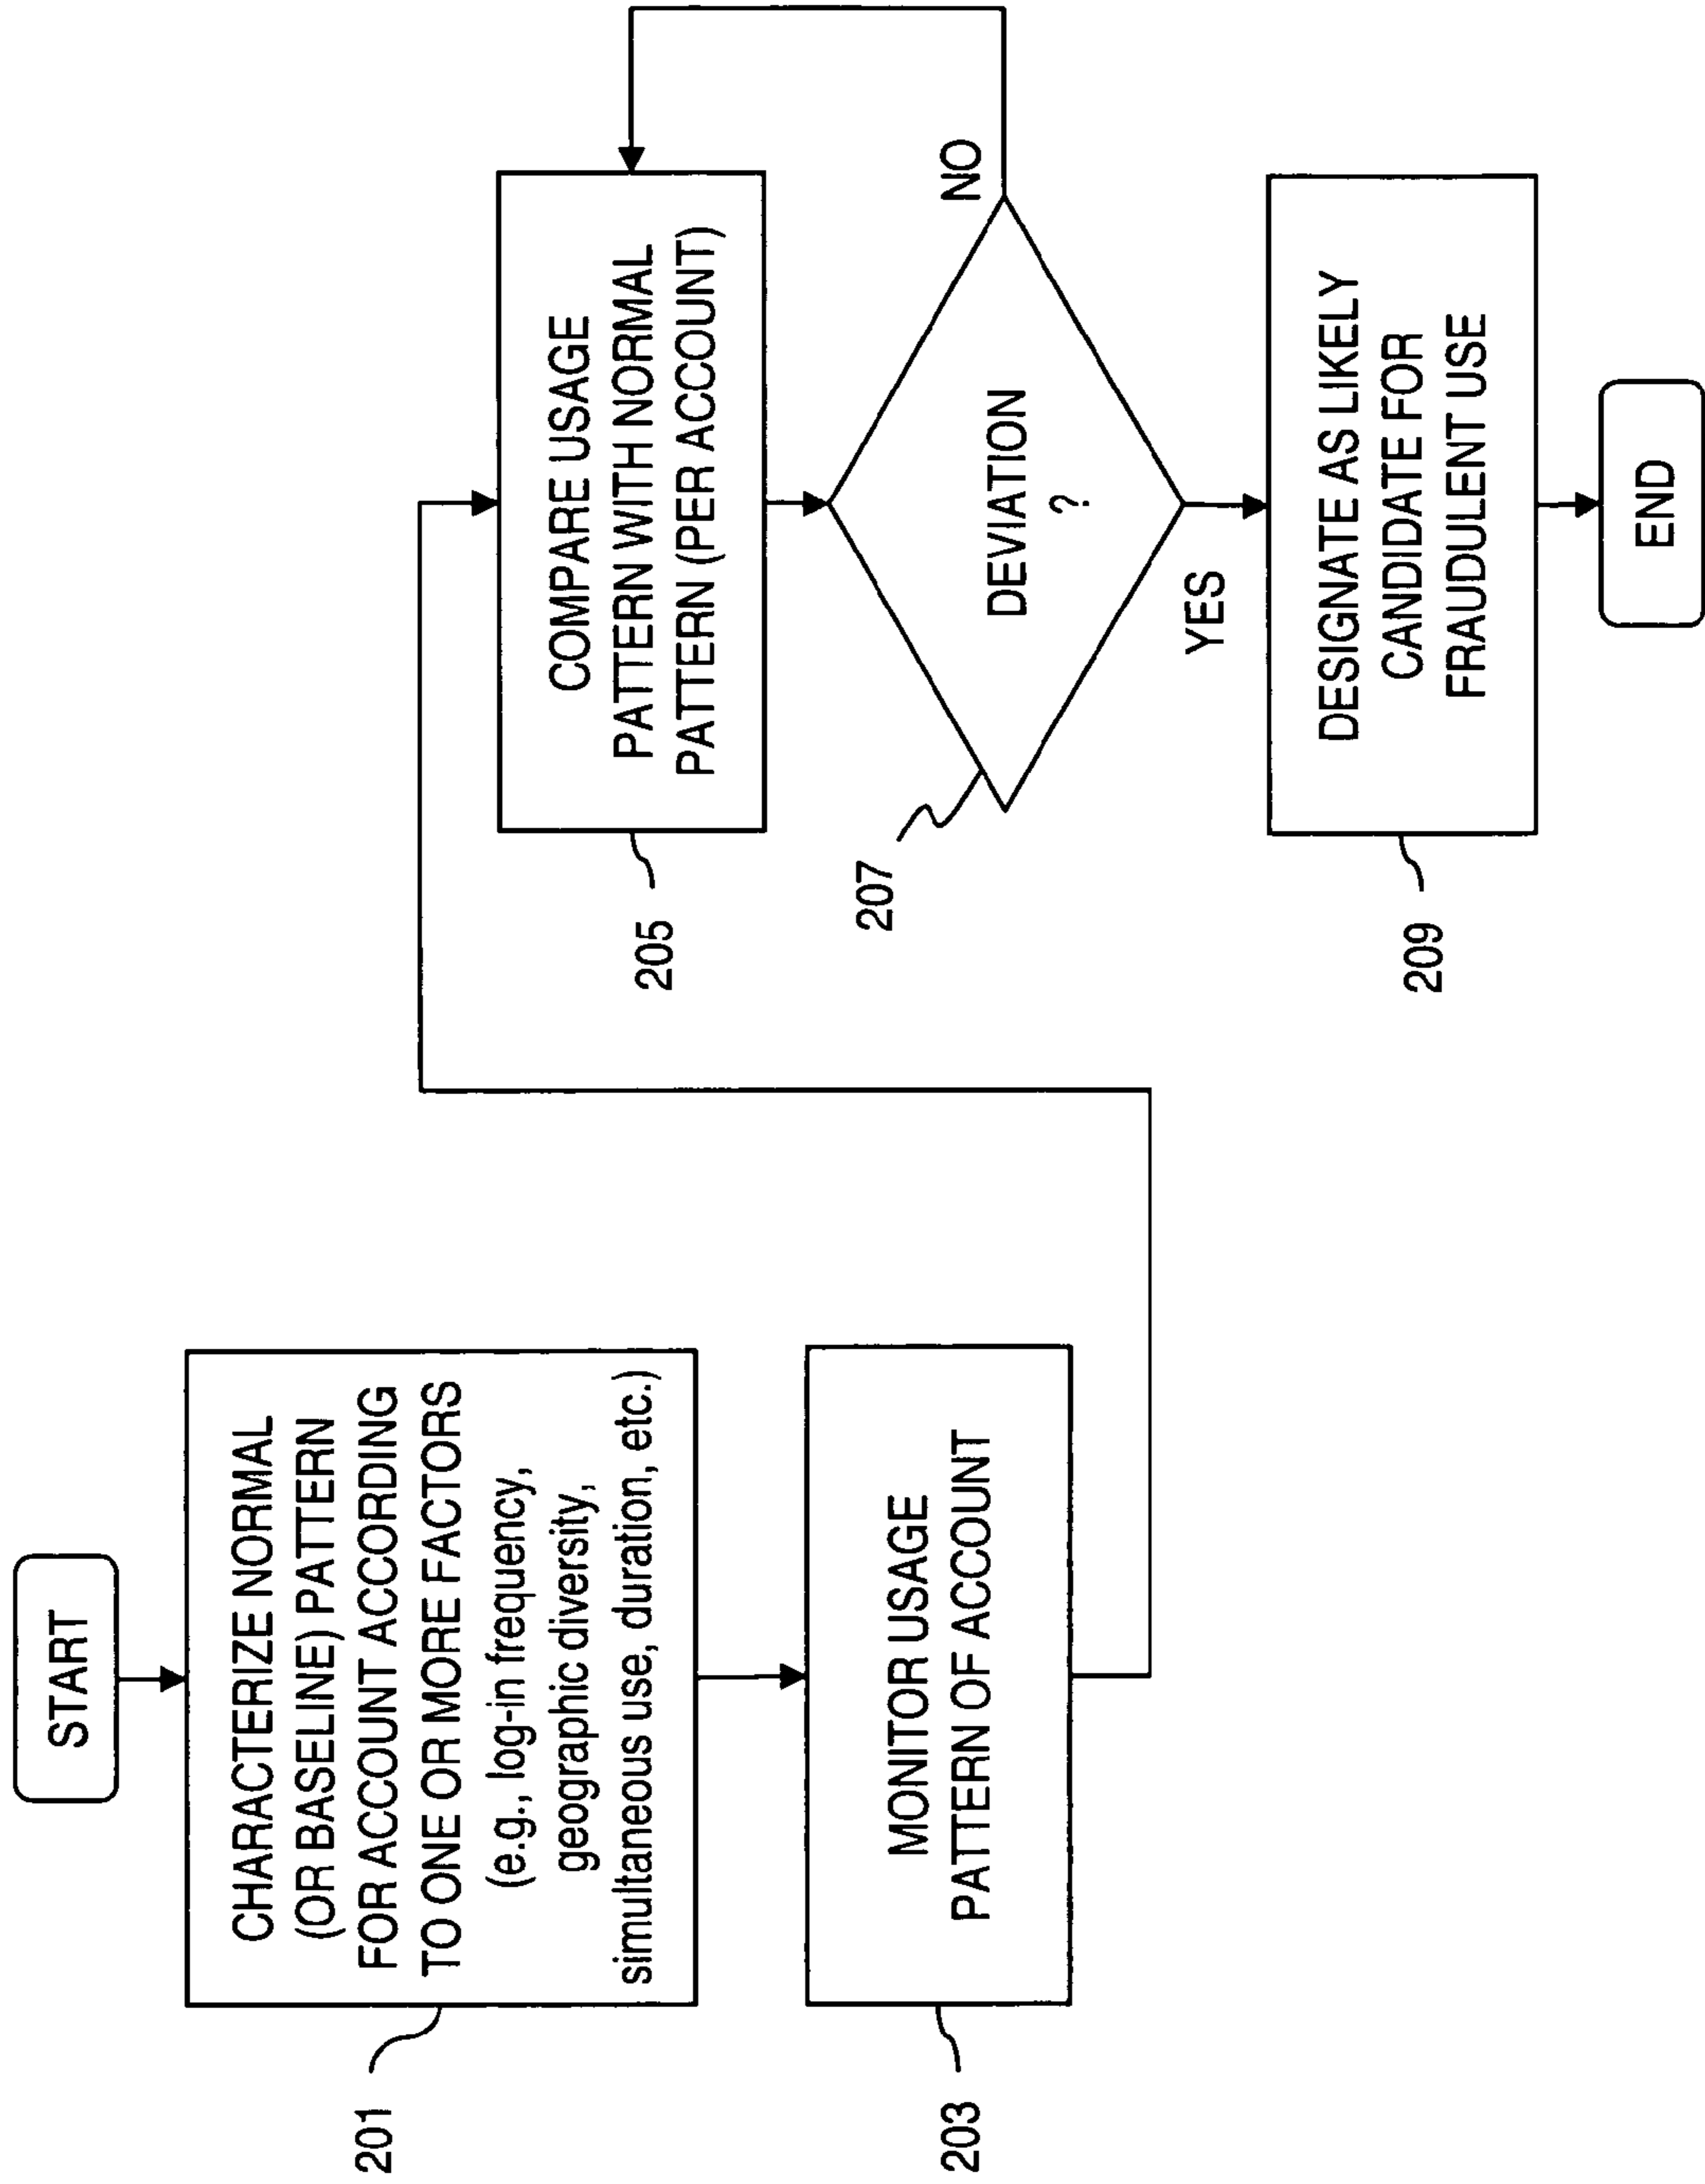 START
CHARACTERIZE NORMAL
(OR BASELINE) PATTERN
FOR ACCOUNT ACCORDING
TO ONE OR MORE FACTORS
(e.g., log-in frequency,
geographic diversity,
simultaneous use, duration, etc.)
201
MONITOR USAGE
PATTERN OF ACCOUNT
203
COMPARE USAGE
PATTERN WITH NORMAL
PATTERN (PER ACCOUNT)
205
DEVIATION
?
207
NO
YES
DESIGNATE AS LIKELY
CANDIDATE FOR
FRAUDULENT USE
209
END